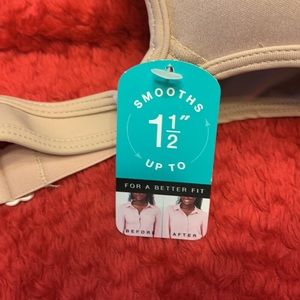 SMOOTHS
1 1/2"
UP TO
FOR A BETTER FIT
BEFORE
AFTER